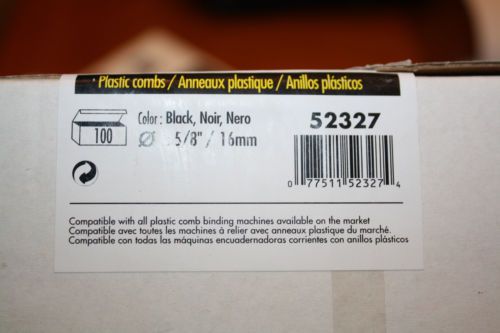 Plastic combs / Anneaux plastique / Anillos plásticos
Color : Black, Noir, Nero
52327
100
Ø : 5/8" / 16mm
0 77511 52327 4
Compatible with all plastic comb binding machines available on the market
Compatible avec toutes les machines à relier avec anneaux plastique du marché.
Compatible con todas las máquinas encuadernadoras corrientes con anillos plásticos